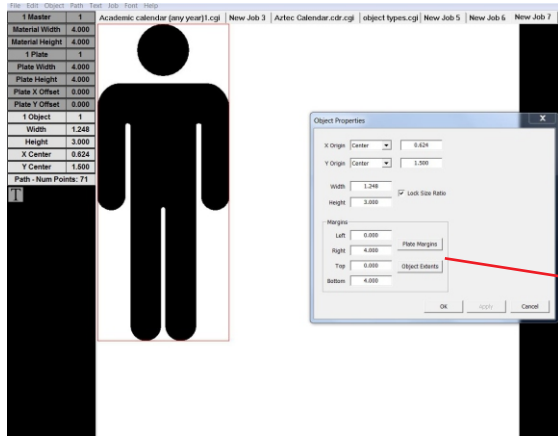 File Edit Object Path Text Job Font Help
1 Master 1
Academic calendar (any year)1.cgi New Job 3 Aztec Calendar.cdr.cgi object types.cgi New Job 5 New Job 6 New Job 7
Material Width 4.000
Material Height 4.000
1 Plate 1
Plate Width 4.000
Plate Height 4.000
Plate X Offset 0.000
Plate Y Offset 0.000
1 Object 1
Width 1.248
Height 3.000
X Center 0.624
Y Center 1.500
Path - Num Points: 71
T
Object Properties X
X Origin Center 0.624
Y Origin Center 1.500
Width 1.248
Lock Size Ratio
Height 3.000
Margins
Left 0.000
Plate Margins
Right 4.000
Top 0.000
Object Extents
Bottom 4.000
OK Apply Cancel